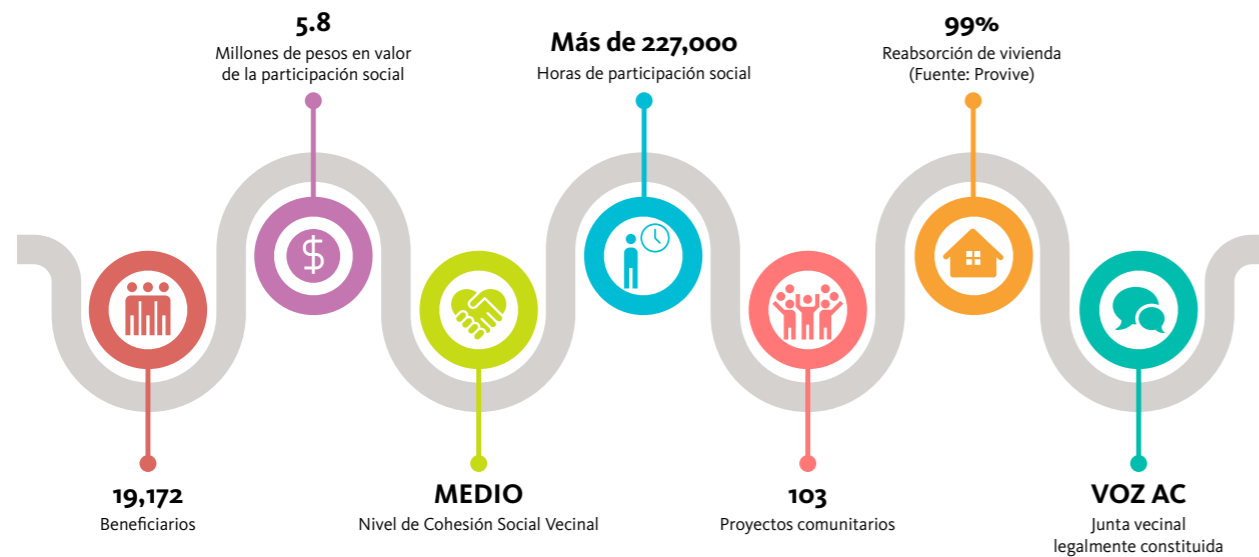 5.8
Millones de pesos en valor
de la participación social
Más de 227,000
Horas de participación social
99%
Reabsorción de vivienda
(Fuente: Provive)
$
19,172
Beneficiarios
MEDIO
Nivel de Cohesión Social Vecinal
103
Proyectos comunitarios
VOZ AC
Junta vecinal
legalmente constituida